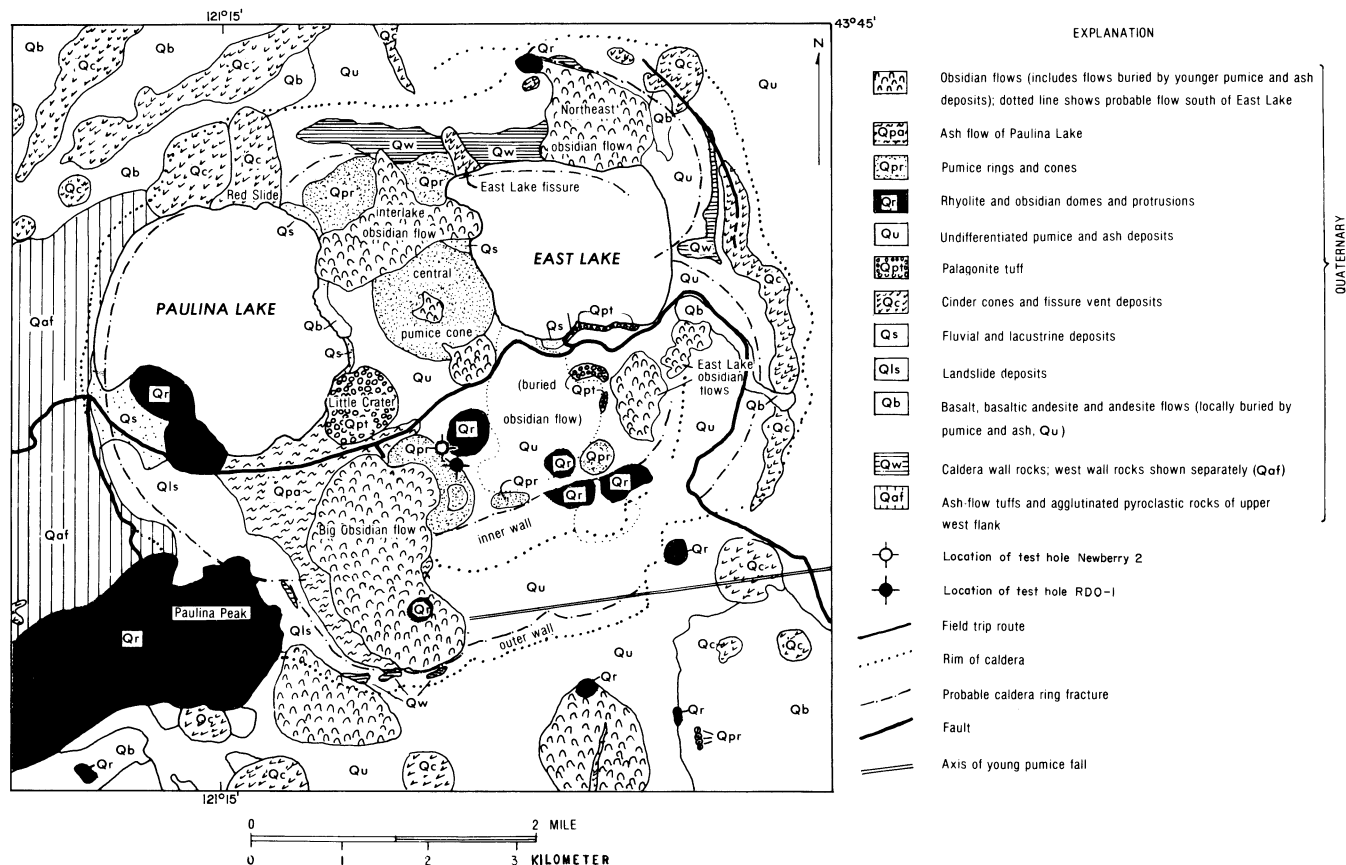 121°15'
43°45'
N
Qb
Qb
Qc
Qc
Qr
Qc
Qu
Qb
Qc
Qb
Qu
Qc
Northeast
obsidian flow
Qw
Qw
Qb
Qc
Qc
Qb
Qc
Red Slide
Qpr
Qpr
East Lake fissure
Qu
Interlake
obsidian flow
Qs
Qs
Qw
EAST LAKE
central
pumice cone
Qu
Qc
PAULINA LAKE
Qaf
Qb
Qs
Qs
Qpt
Qb
Qu
(buried
obsidian flow)
Qpt
East Lake
obsidian
flows
Qr
Qs
Little Crater
Qpt
Qr
Qpr
Qu
Qu
Qb
Qc
Qr
Qpr
Qr
Qr
Qpr
Qls
Qpa
Big Obsidian flow
inner wall
Qaf
Qr
Qc
Qu
Paulina Peak
Qr
Qr
Qls
outer wall
Qu
Qc
Qc
Qr
Qw
Qr
Qb
Qc
Qpr
Qb
Qr
Qc
Qu
Qc
121°15'
0 2 MILE
0 1 2 3 KILOMETER
EXPLANATION
Obsidian flows (includes flows buried by younger pumice and ash
deposits); dotted line shows probable flow south of East Lake
Qpa Ash flow of Paulina Lake
Qpr Pumice rings and cones
Qr Rhyolite and obsidian domes and protrusions
Qu Undifferentiated pumice and ash deposits
Qpt Palagonite tuff
Qc Cinder cones and fissure vent deposits
Qs Fluvial and lacustrine deposits
Qls Landslide deposits
Qb Basalt, basaltic andesite and andesite flows (locally buried by
pumice and ash, Qu)
Qw Caldera wall rocks; west wall rocks shown separately (Qaf)
Qaf Ash-flow tuffs and agglutinated pyroclastic rocks of upper
west flank
Location of test hole Newberry 2
Location of test hole RDO-1
Field trip route
Rim of caldera
Probable caldera ring fracture
Fault
Axis of young pumice fall
QUATERNARY